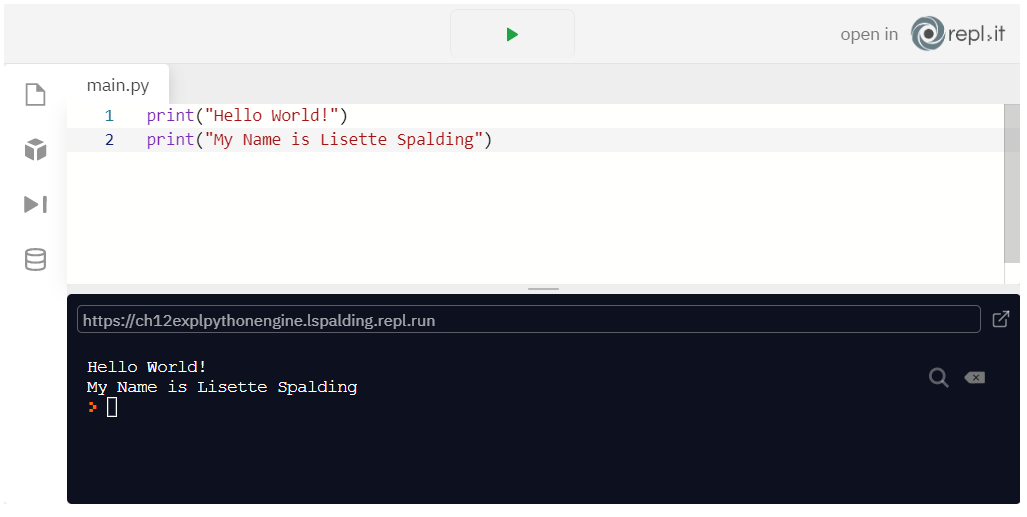 open in repl.it
main.py
1 print("Hello World!")
2 print("My Name is Lisette Spalding")
https://ch12explpythonengine.lspalding.repl.run
Hello World!
My Name is Lisette Spalding
>